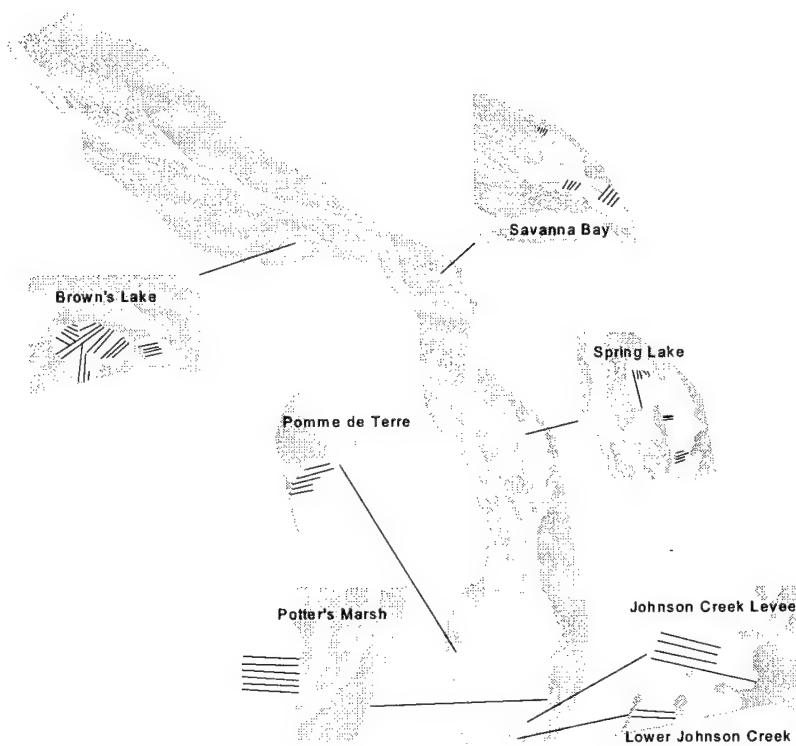 Savanna Bay
Brown's Lake
Spring Lake
Pomme de Terre
Potter's Marsh
Johnson Creek Levee
Lower Johnson Creek